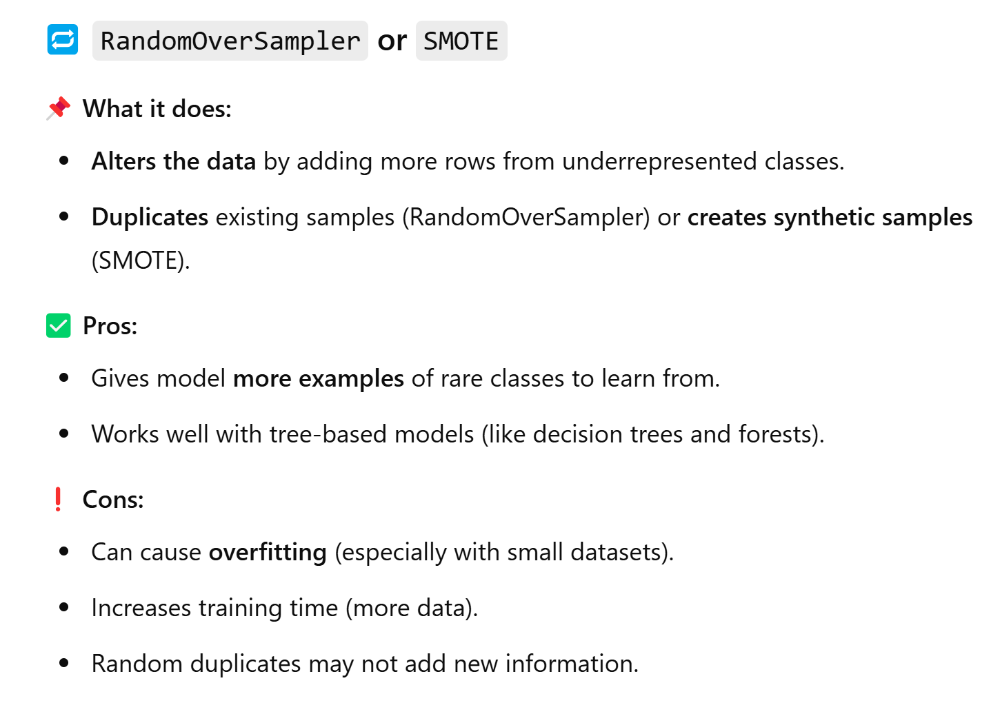 RandomOverSampler or SMOTE
What it does:
Alters the data by adding more rows from underrepresented classes.
Duplicates existing samples (RandomOverSampler) or creates synthetic samples
(SMOTE).
Pros:
Gives model more examples of rare classes to learn from.
Works well with tree-based models (like decision trees and forests).
Cons:
Can cause overfitting (especially with small datasets).
Increases training time (more data).
Random duplicates may not add new information.